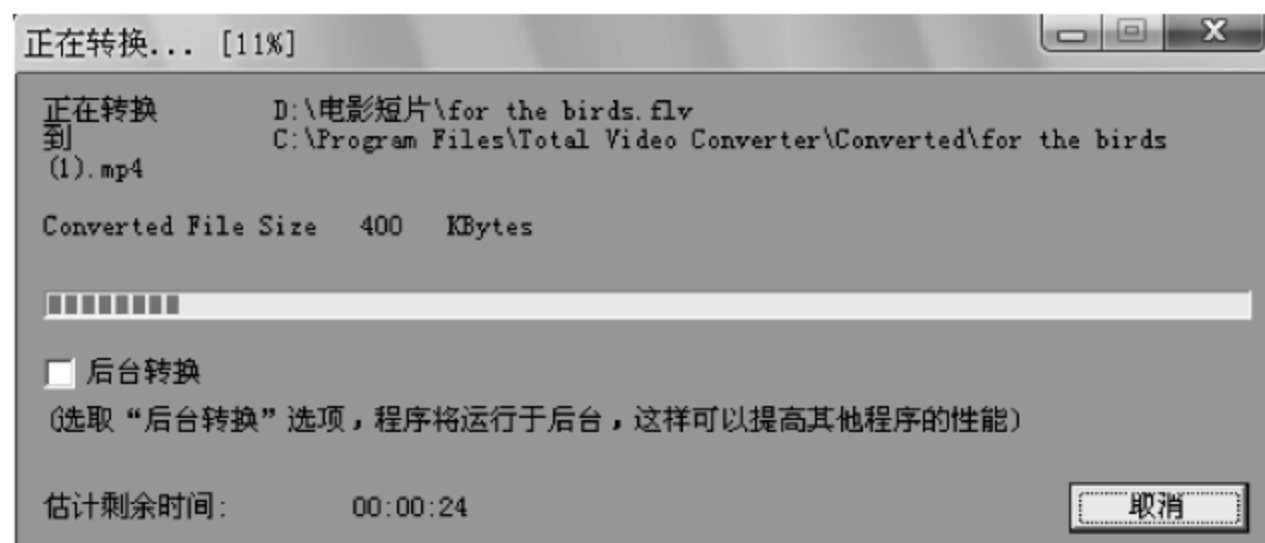 正在转换... [11%]
正在转换 D:\电影短片\for the birds.flv
到 C:\Program Files\Total Video Converter\Converted\for the birds
(1).mp4
Converted File Size 400 KBytes
后台转换
(选取“后台转换”选项，程序将运行于后台，这样可以提高其他程序的性能)
估计剩余时间: 00:00:24
取消